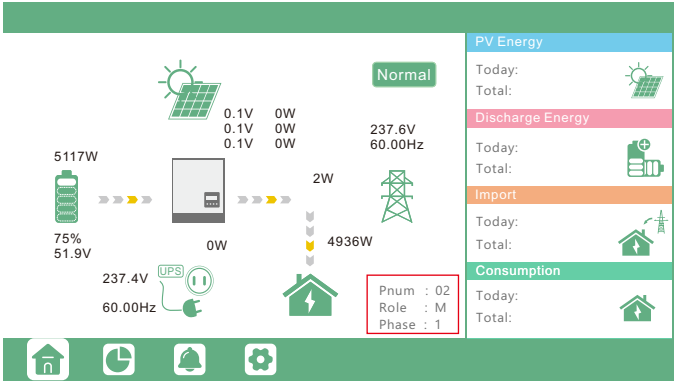 Normal
0.1V 0W
0.1V 0W
0.1V 0W
237.6V
60.00Hz
5117W
2W
75%
51.9V
0W
4936W
237.4V
UPS
60.00Hz
Pnum : 02
Role : M
Phase : 1
PV Energy
Today:
Total:
Discharge Energy
Today:
Total:
Import
Today:
Total:
Consumption
Today:
Total: